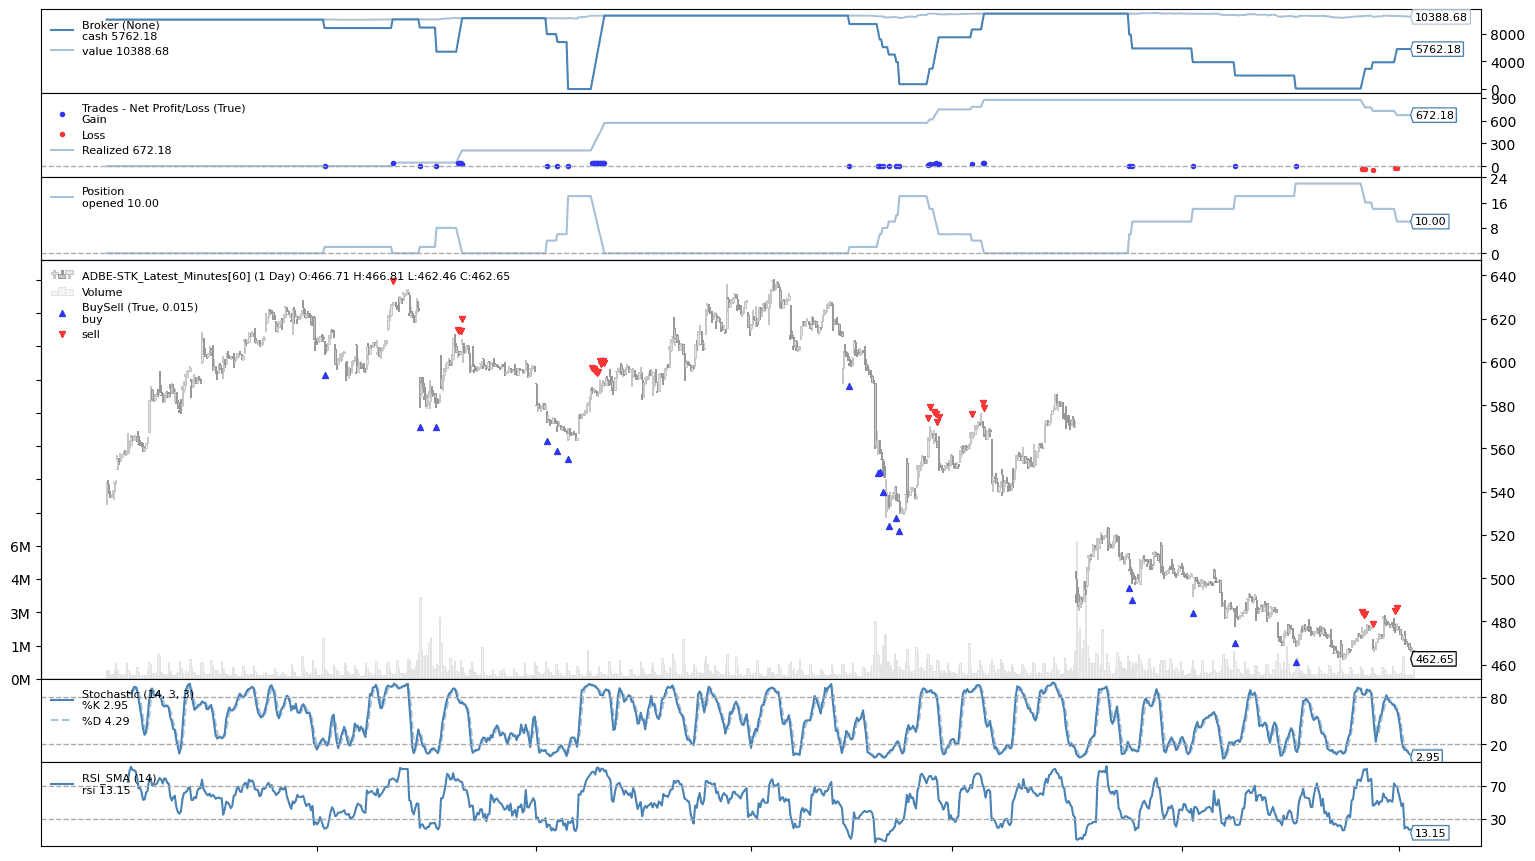 Broker (None)
cash 5762.18
value 10388.68
10388.68
8000
5762.18
4000
0
Trades - Net Profit/Loss (True)
Gain
Loss
Realized 672.18
900
672.18
600
300
0
Position
opened 10.00
24
16
10.00
8
0
ADBE-STK_Latest_Minutes[60] (1 Day) O:466.71 H:466.81 L:462.46 C:462.65
Volume
BuySell (True, 0.015)
buy
sell
640
620
600
580
560
540
520
500
480
460
462.65
6M
4M
3M
1M
0M
Stochastic (14, 3, 3)
%K 2.95
%D 4.29
80
20
2.95
RSI_SMA (14)
rsi 13.15
70
30
13.15